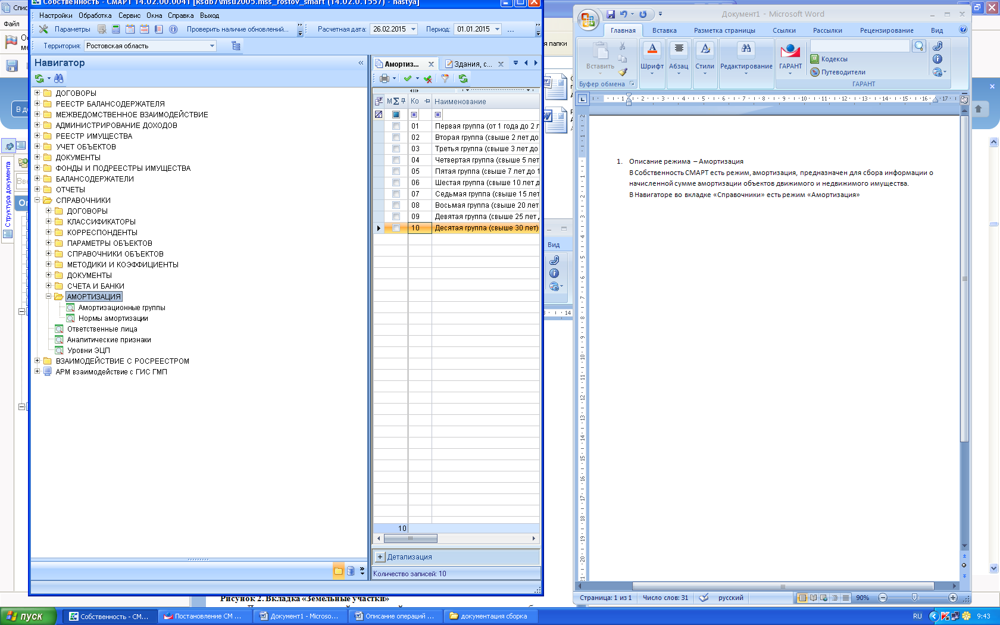 Спис
Файл
Собственность - СМАРТ 14.02.00.0041 [ksdb7\msu2005.mss_rostov_smart (14.02.0.1557) - nastya]
Настройки Обработка Сервис Окна Справка Выход
Параметры Проверить наличие обновлений... Расчетная дата: 26.02.2015 Период: 01.01.2015 ...
Территория: Ростовская область
Навигатор
ДОГОВОРЫ
РЕЕСТР БАЛАНСОДЕРЖАТЕЛЯ
МЕЖВЕДОМСТВЕННОЕ ВЗАИМОДЕЙСТВИЕ
АДМИНИСТРИРОВАНИЕ ДОХОДОВ
РЕЕСТР ИМУЩЕСТВА
УЧЕТ ОБЪЕКТОВ
ДОКУМЕНТЫ
ФОНДЫ И ПОДРЕЕСТРЫ ИМУЩЕСТВА
БАЛАНСОДЕРЖАТЕЛИ
ОТЧЕТЫ
СПРАВОЧНИКИ
ДОГОВОРЫ
КЛАССИФИКАТОРЫ
КОРРЕСПОНДЕНТЫ
ПАРАМЕТРЫ ОБЪЕКТОВ
СПРАВОЧНИКИ ОБЪЕКТОВ
МЕТОДИКИ И КОЭФФИЦИЕНТЫ
ДОКУМЕНТЫ
СЧЕТА И БАНКИ
АМОРТИЗАЦИЯ
Амортизационные группы
Нормы амортизации
Ответственные лица
Аналитические признаки
Уровни ЭЦП
ВЗАИМОДЕЙСТВИЕ С РОСРЕЕСТРОМ
АРМ взаимодействие с ГИС ГМП
Структура документа
Амортиз... Здания, с...
М Σ Ко Наименование
01 Первая группа (от 1 года до 2 л
02 Вторая группа (свыше 2 лет до
03 Третья группа (свыше 3 лет до
04 Четвертая группа (свыше 5 лет
05 Пятая группа (свыше 7 лет до 1
06 Шестая группа (свыше 10 лет д
07 Седьмая группа (свыше 15 лет
08 Восьмая группа (свыше 20 лет
09 Девятая группа (свыше 25 лет
10 Десятая группа (свыше 30 лет)
10
Детализация
Количество записей: 10
я папки
Вид
Документ1 - Microsoft Word
Главная Вставка Разметка страницы Ссылки Рассылки Рецензирование Вид
Вставить Шрифт Абзац Стили Редактирование ГАРАНТ
Кодексы
Путеводители
Буфер обмена ГАРАНТ
1. Описание режима – Амортизация
В Собственность СМАРТ есть режим, амортизация, предназначен для сбора информации о
начисленной сумме амортизации объектов движимого и недвижимого имущества.
В Навигаторе во вкладке «Справочники» есть режим «Амортизация»
Страница: 1 из 1 Число слов: 31 русский 90%
Рисунок 2. Вкладка «Земельные участки»
пуск Собственность - СМ... Постановление СМ ... Документ1 - Microso... Описание операций ... документация сборка RU 9:43